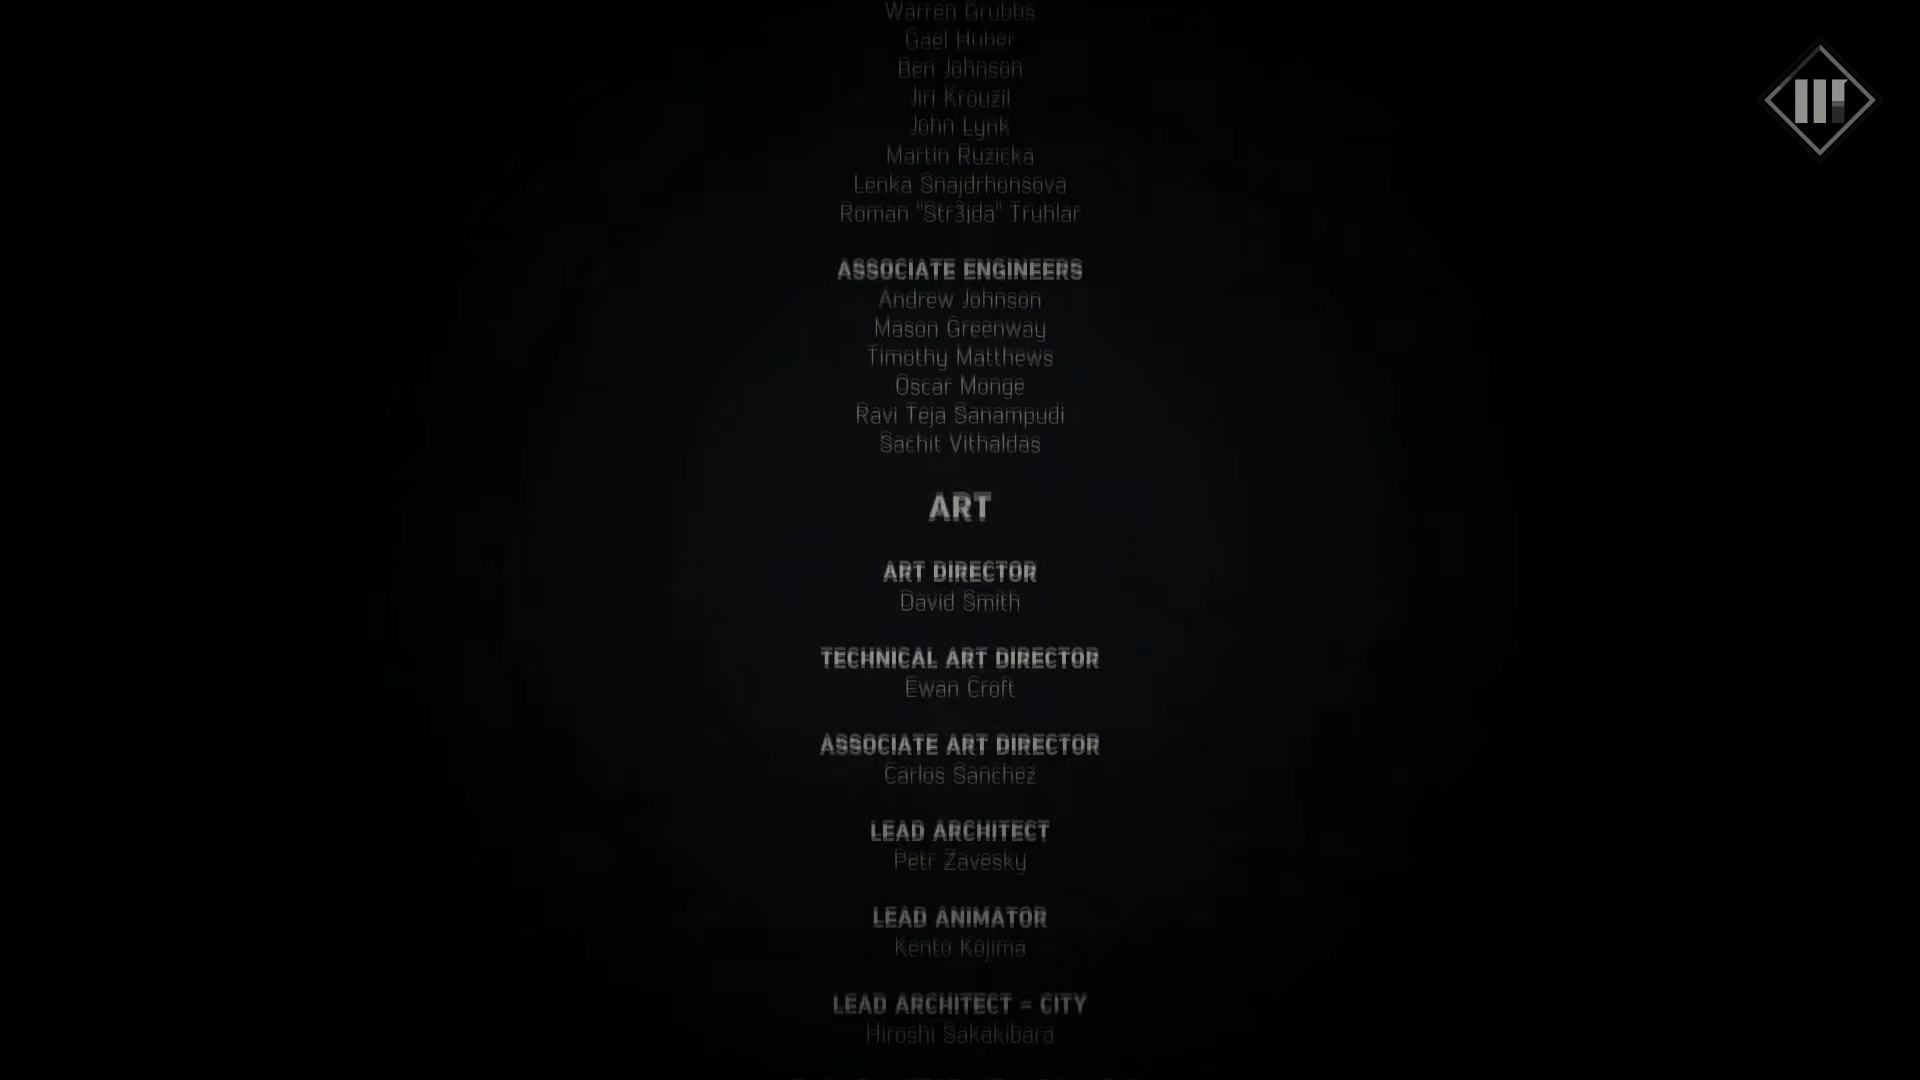 Warren Grubbs
Gael Huber
Ben Johnson
Jiri Krouzil
John Lynk
Martin Ruzicka
Lenka Snajdrhonsova
Roman "Str3jda" Truhlar
ASSOCIATE ENGINEERS
Andrew Johnson
Mason Greenway
Timothy Matthews
Oscar Monge
Ravi Teja Sanampudi
Sachit Vithaldas
ART
ART DIRECTOR
David Smith
TECHNICAL ART DIRECTOR
Ewan Croft
ASSOCIATE ART DIRECTOR
Carlos Sanchez
LEAD ARCHITECT
Petr Zavesky
LEAD ANIMATOR
Kento Kojima
LEAD ARCHITECT - CITY
Hiroshi Sakakibara